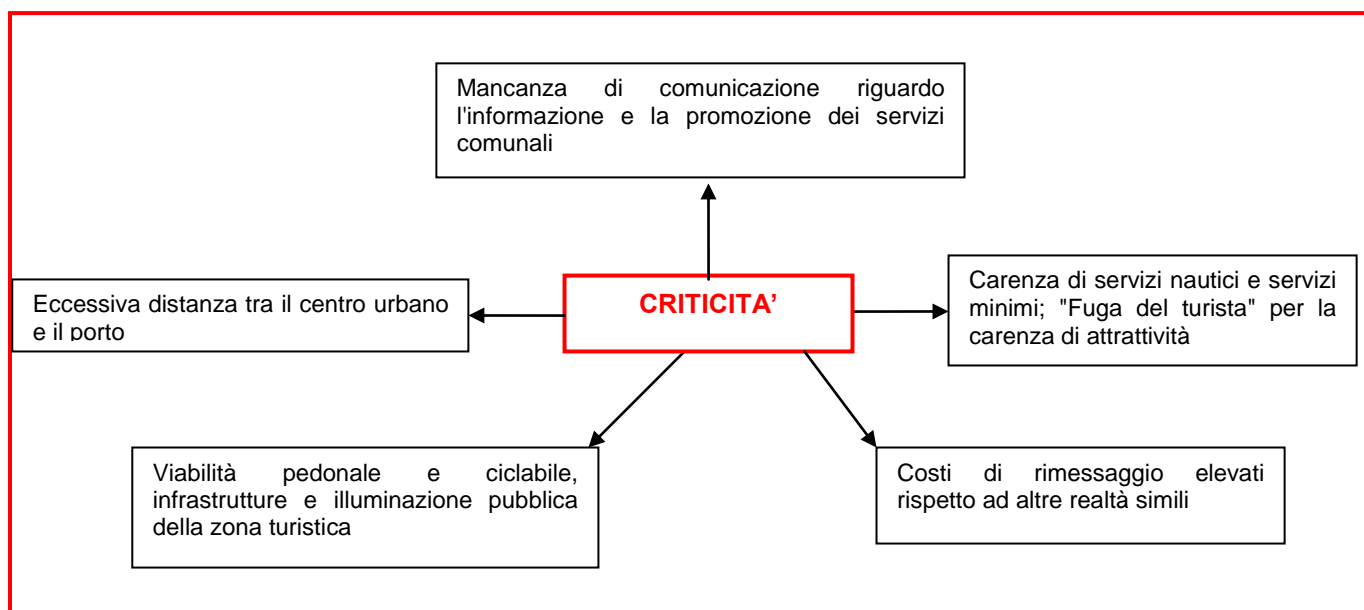 Mancanza di comunicazione riguardo
l'informazione e la promozione dei servizi
comunali
Eccessiva distanza tra il centro urbano
e il porto
CRITICITA’
Carenza di servizi nautici e servizi
minimi; "Fuga del turista" per la
carenza di attrattività
Viabilità pedonale e ciclabile,
infrastrutture e illuminazione pubblica
della zona turistica
Costi di rimessaggio elevati
rispetto ad altre realtà simili